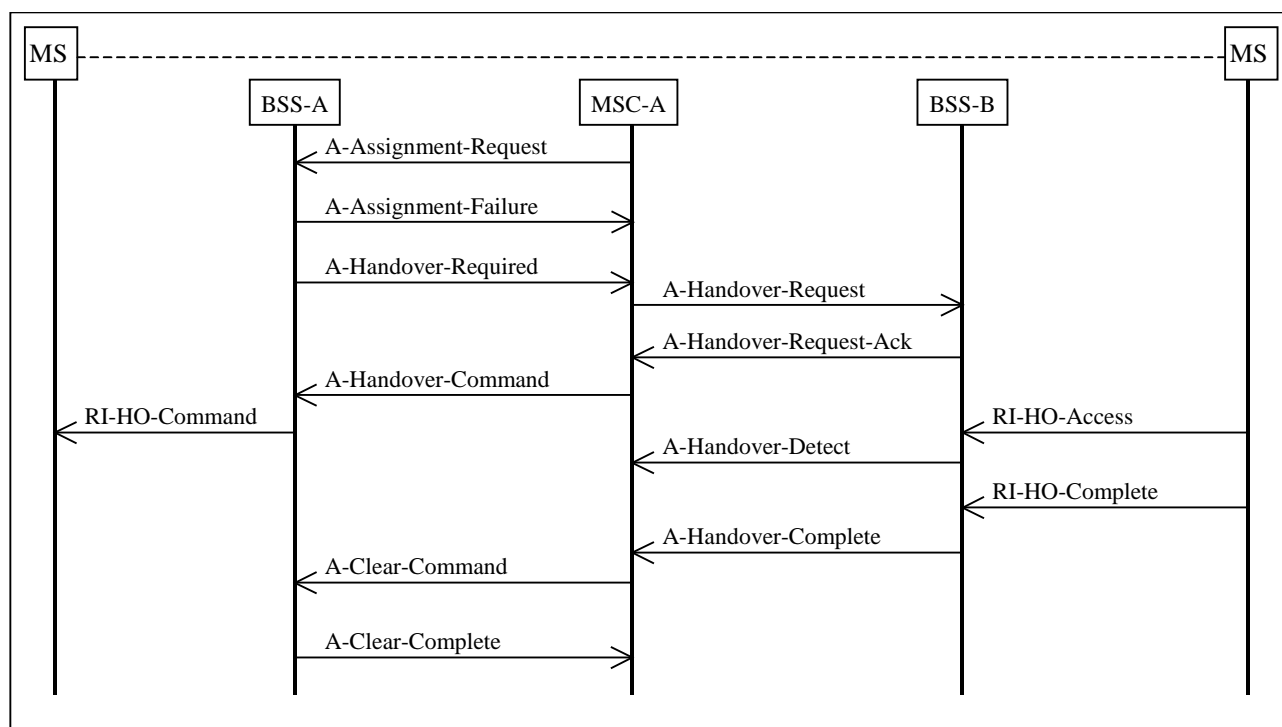 MS
MS
BSS-A
MSC-A
BSS-B
A-Assignment-Request
A-Assignment-Failure
A-Handover-Required
A-Handover-Request
A-Handover-Request-Ack
A-Handover-Command
RI-HO-Command
RI-HO-Access
A-Handover-Detect
RI-HO-Complete
A-Handover-Complete
A-Clear-Command
A-Clear-Complete